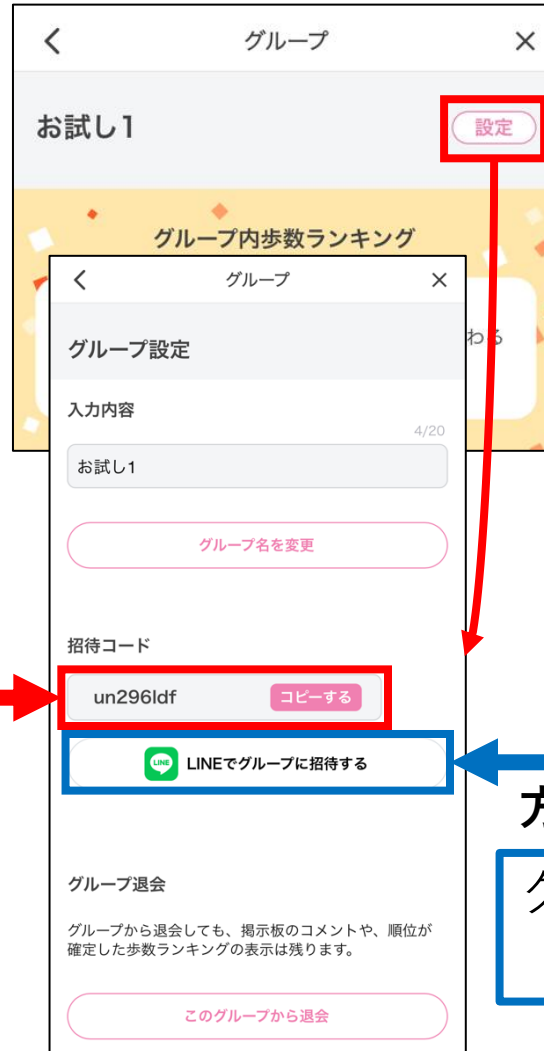 グループ
お試し1
設定
グループ内歩数ランキング
わる
グループ
グループ設定
入力内容
4/20
お試し1
グループ名を変更
招待コード
un296ldf
コピーする
LINE
LINEでグループに招待する
グループ退会
グループから退会しても、掲示板のコメントや、順位が
確定した歩数ランキングの表示は残ります。
このグループから退会